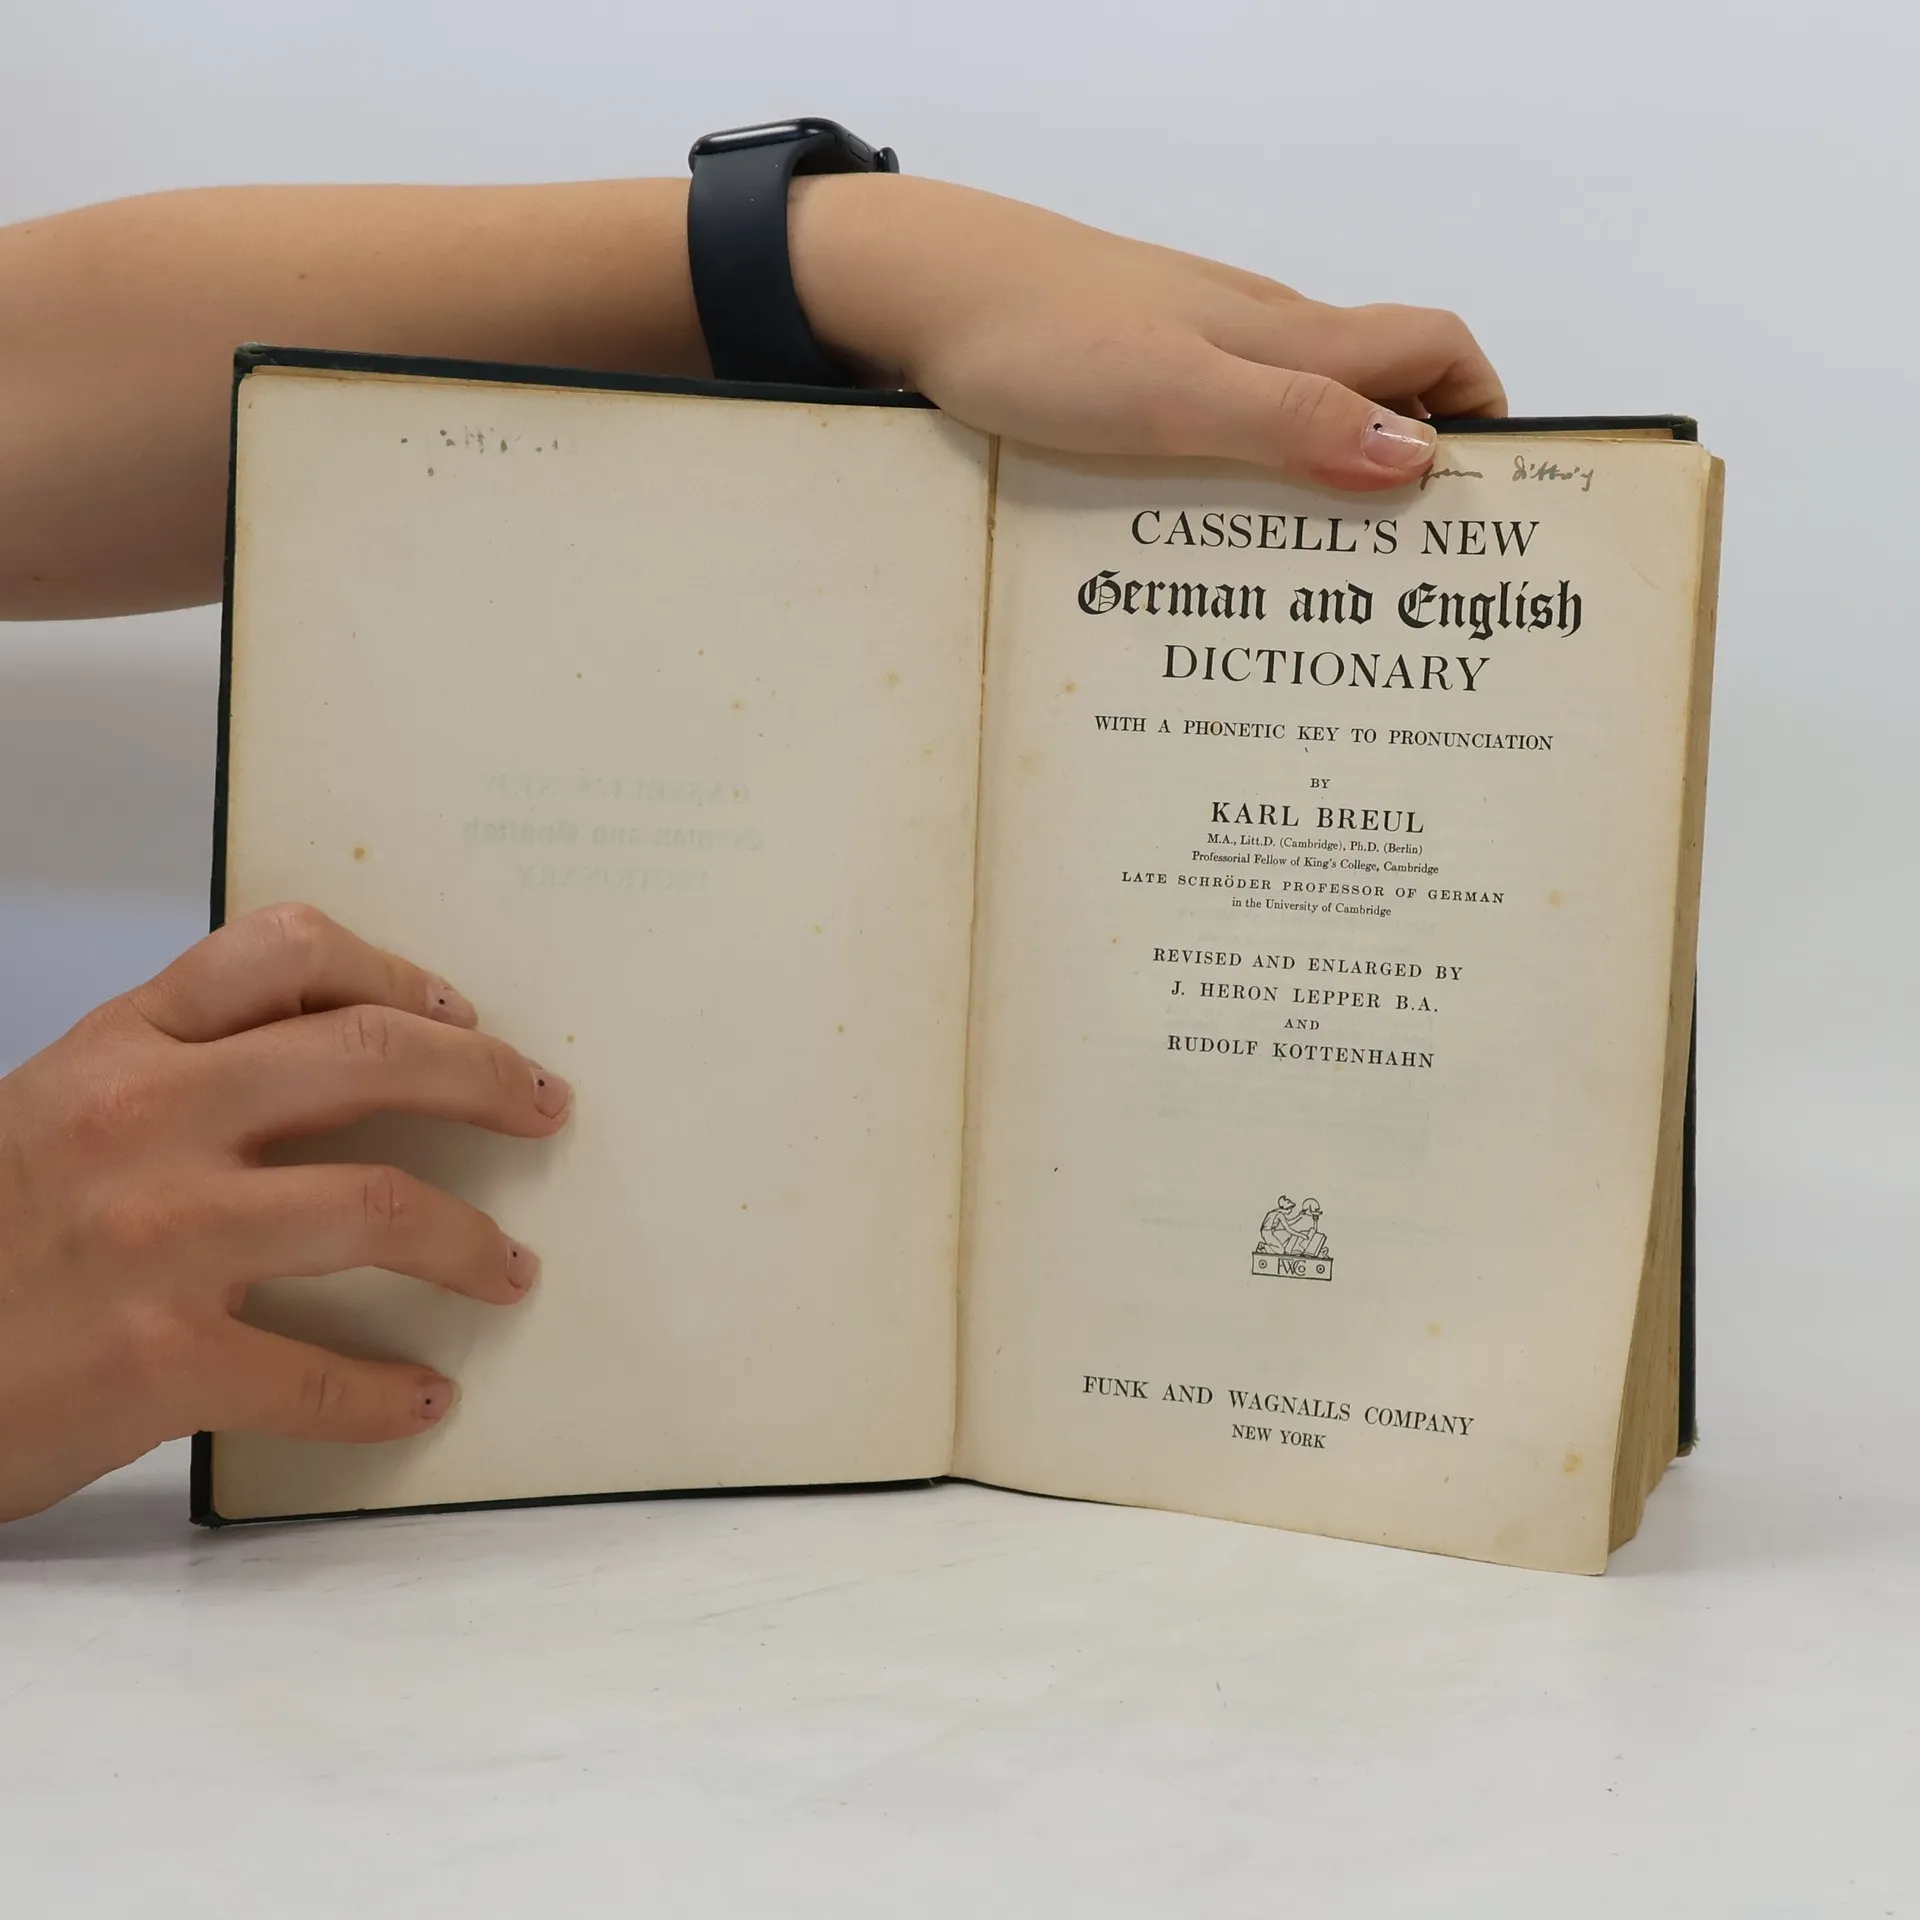 CASSELL'S NEW
German and English
DICTIONARY
WITH A PHONETIC KEY TO PRONUNCIATION
BY
KARL BREUL
M.A., Litt.D. (Cambridge), Ph.D. (Berlin)
Professorial Fellow of King's College, Cambridge
LATE SCHRÖDER PROFESSOR OF GERMAN
in the University of Cambridge
REVISED AND ENLARGED BY
J. HERON LEPPER B.A.
AND
RUDOLF KOTTENHAHN
FWCo
FUNK AND WAGNALLS COMPANY
NEW YORK